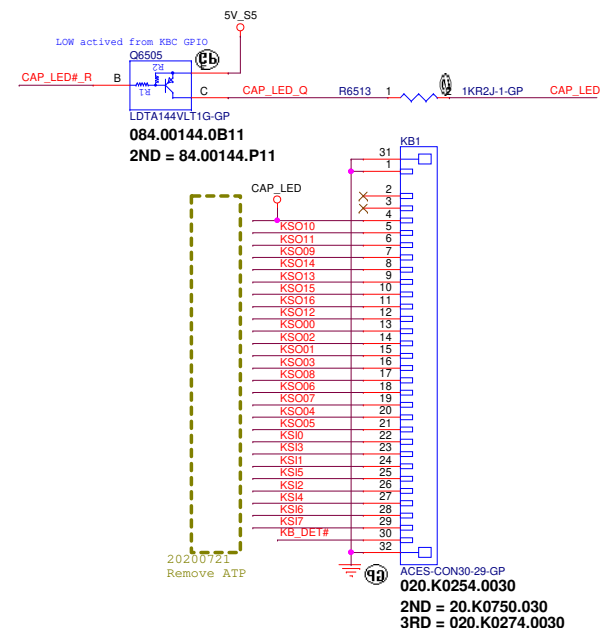 5V_S5
LOW actived from KBC GPIO
Q6505
R2
R1
CAP_LED#_R
B
C
CAP_LED_Q
R6513
1
2
1KR2J-1-GP
CAP_LED
LDTA144VLT1G-GP
084.00144.0B11
2ND = 84.00144.P11
KB1
31
1
CAP_LED
2
3
4
KSO10 5
KSO11 6
KSO09 7
KSO14 8
KSO13 9
KSO15 10
KSO16 11
KSO12 12
KSO00 13
KSO02 14
KSO01 15
KSO03 16
KSO08 17
KSO06 18
KSO07 19
KSO04 20
KSO05 21
KSI0 22
KSI3 23
KSI1 24
KSI5 25
KSI2 26
KSI4 27
KSI6 28
KSI7 29
KB_DET# 30
32
20200721
Remove ATP
ACES-CON30-29-GP
020.K0254.0030
2ND = 20.K0750.030
3RD = 020.K0274.0030